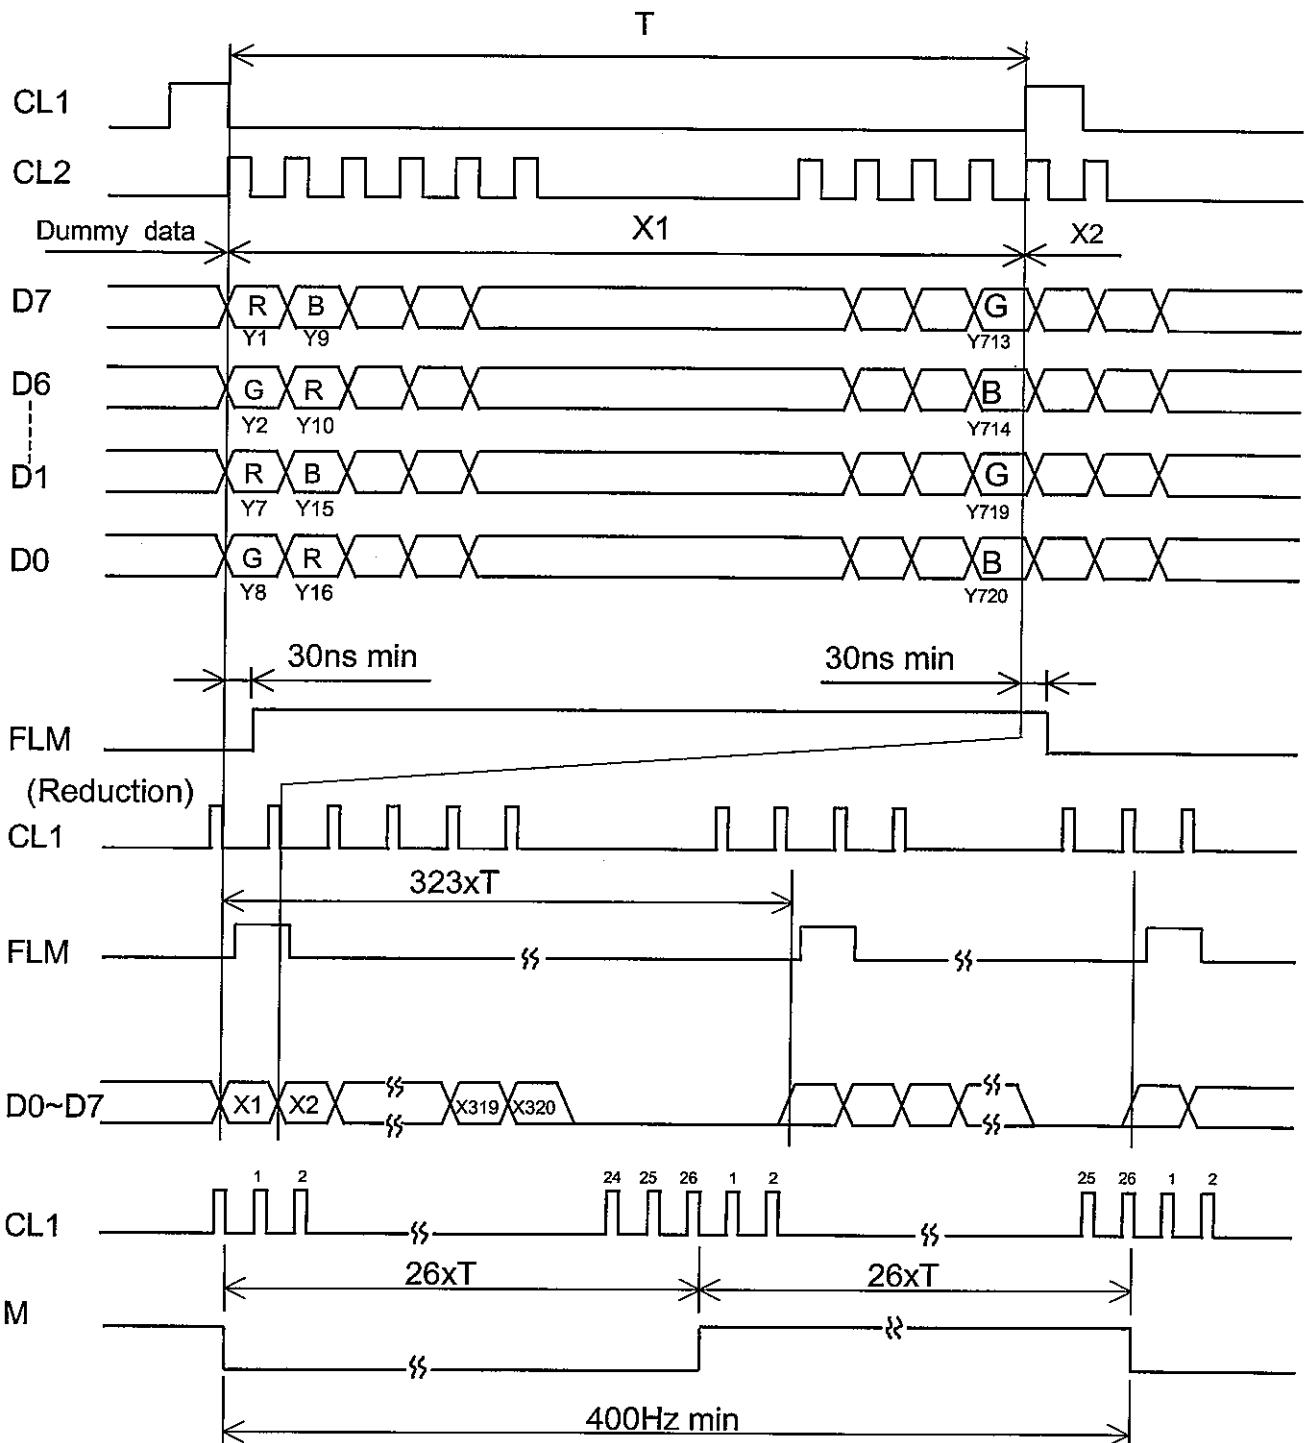 T
CL1
CL2
Dummy data X1 X2
D7 R B G
Y1 Y9 Y713
D6 G R B
Y2 Y10 Y714
D1 R B G
Y7 Y15 Y719
D0 G R B
Y8 Y16 Y720
30ns min 30ns min
FLM
(Reduction)
CL1
323xT
FLM
D0~D7 X1 X2 X319 X320
1 2 24 25 26 1 2 25 26 1 2
CL1
26xT 26xT
M
400Hz min